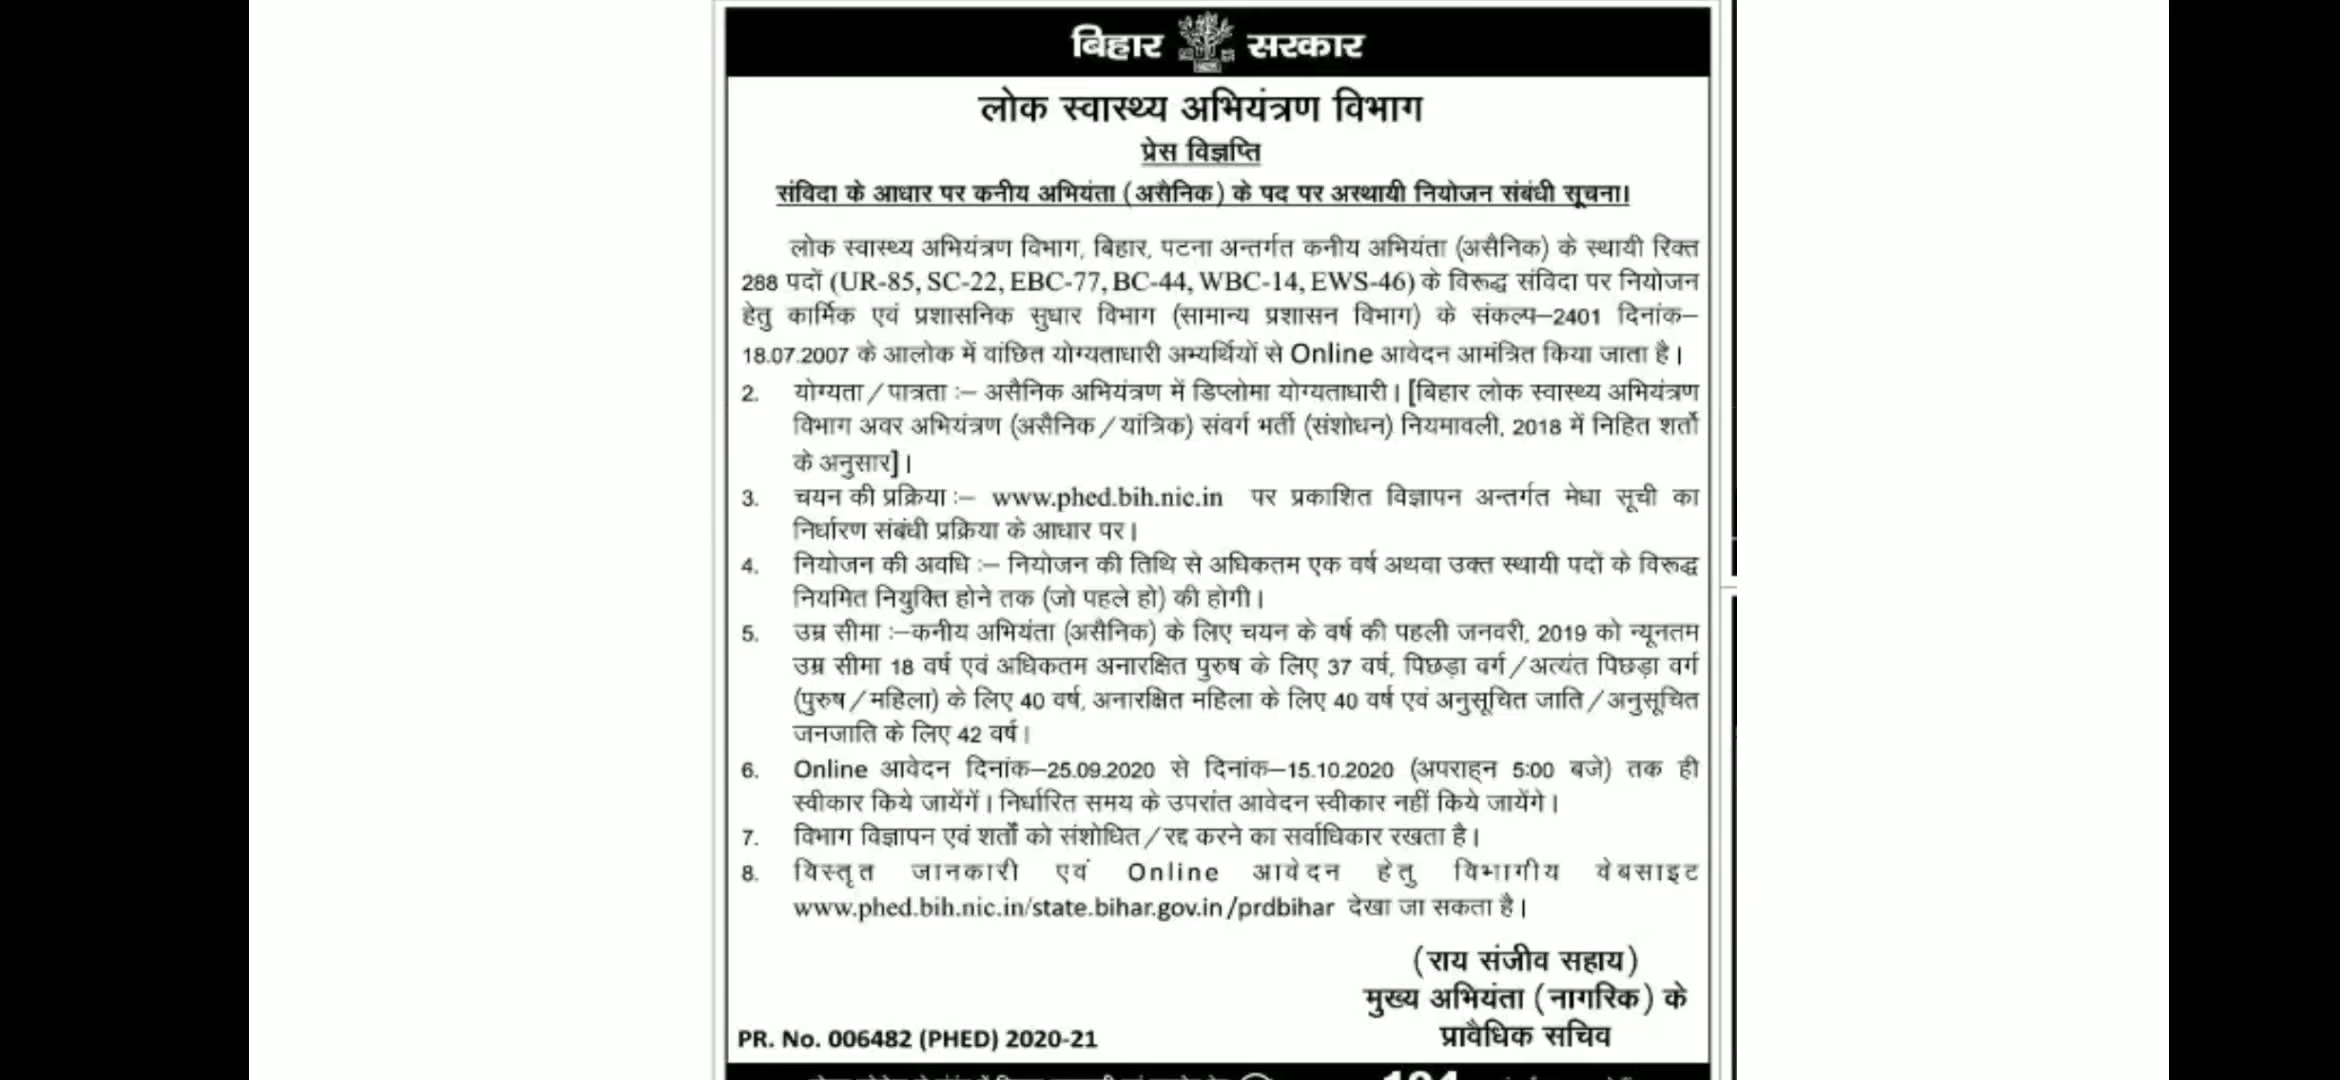 बिहार सरकार
लोक स्वास्थ्य अभियंत्रण विभाग
प्रेस विज्ञप्ति
संविदा के आधार पर कनीय अभियंता (असैनिक) के पद पर अस्थायी नियोजन संबंधी सूचना।
लोक स्वास्थ्य अभियंत्रण विभाग, बिहार, पटना अन्तर्गत कनीय अभियंता (असैनिक) के स्थायी रिक्त
288 पदों (UR-85, SC-22, EBC-77, BC-44, WBC-14, EWS-46) के विरूद्ध संविदा पर नियोजन
हेतु कार्मिक एवं प्रशासनिक सुधार विभाग (सामान्य प्रशासन विभाग) के संकल्प–2401 दिनांक–
18.07.2007 के आलोक में वांछित योग्यताधारी अभ्यर्थियों से Online आवेदन आमंत्रित किया जाता है।
2. योग्यता/पात्रता :– असैनिक अभियंत्रण में डिप्लोमा योग्यताधारी। [बिहार लोक स्वास्थ्य अभियंत्रण
विभाग अवर अभियंत्रण (असैनिक/यांत्रिक) संवर्ग भर्ती (संशोधन) नियमावली, 2018 में निहित शर्तो
के अनुसार]।
3. चयन की प्रक्रिया :– www.phed.bih.nic.in पर प्रकाशित विज्ञापन अन्तर्गत मेधा सूची का
निर्धारण संबंधी प्रक्रिया के आधार पर।
4. नियोजन की अवधि :– नियोजन की तिथि से अधिकतम एक वर्ष अथवा उक्त स्थायी पदों के विरूद्ध
नियमित नियुक्ति होने तक (जो पहले हो) की होगी।
5. उम्र सीमा :–कनीय अभियंता (असैनिक) के लिए चयन के वर्ष की पहली जनवरी, 2019 को न्यूनतम
उम्र सीमा 18 वर्ष एवं अधिकतम अनारक्षित पुरुष के लिए 37 वर्ष, पिछड़ा वर्ग/अत्यंत पिछड़ा वर्ग
(पुरुष/महिला) के लिए 40 वर्ष, अनारक्षित महिला के लिए 40 वर्ष एवं अनुसूचित जाति/अनुसूचित
जनजाति के लिए 42 वर्ष।
6. Online आवेदन दिनांक–25.09.2020 से दिनांक–15.10.2020 (अपराह्न 5:00 बजे) तक ही
स्वीकार किये जायेंगें। निर्धारित समय के उपरांत आवेदन स्वीकार नहीं किये जायेंगे।
7. विभाग विज्ञापन एवं शर्तों को संशोधित/रद्द करने का सर्वाधिकार रखता है।
8. विस्तृत जानकारी एवं Online आवेदन हेतु विभागीय वेबसाइट
www.phed.bih.nic.in/state.bihar.gov.in/prdbihar देखा जा सकता है।
(राय संजीव सहाय)
मुख्य अभियंता (नागरिक) के
प्रावैधिक सचिव
PR. No. 006482 (PHED) 2020-21